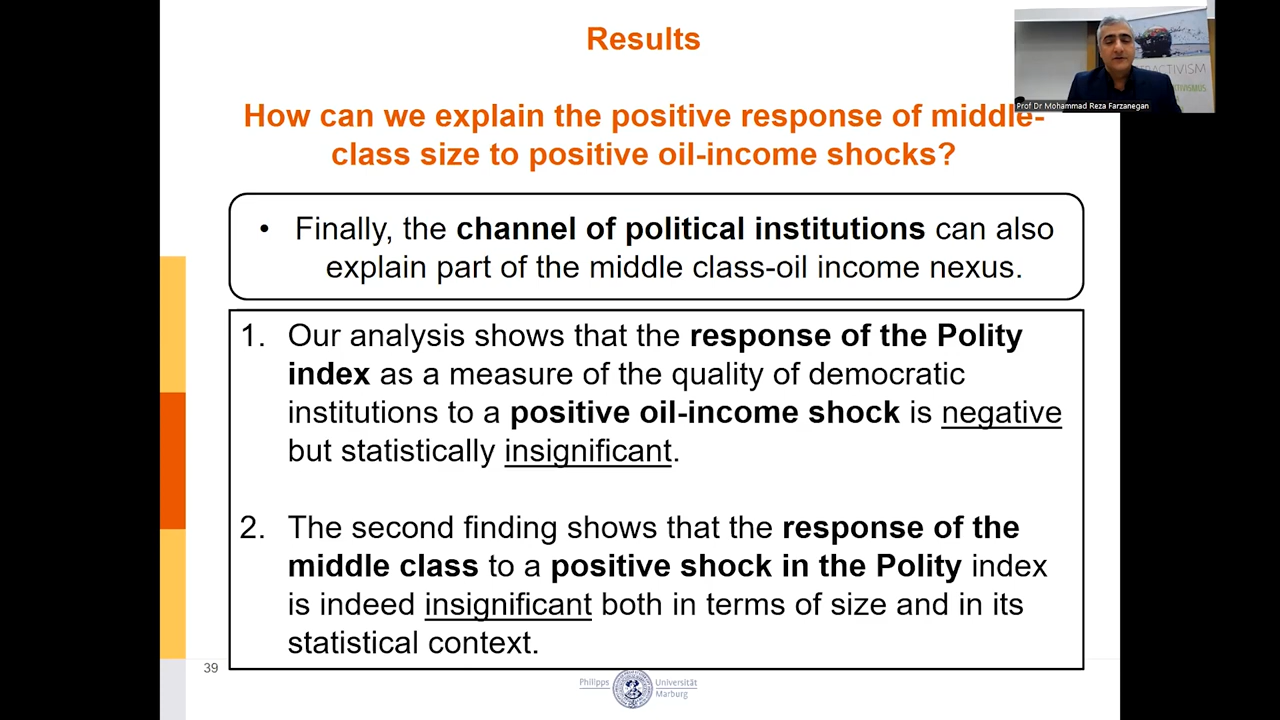 Results
How can we explain the positive response of middle-
class size to positive oil-income shocks?
• Finally, the channel of political institutions can also
explain part of the middle class-oil income nexus.
1. Our analysis shows that the response of the Polity
index as a measure of the quality of democratic
institutions to a positive oil-income shock is negative
but statistically insignificant.
2. The second finding shows that the response of the
middle class to a positive shock in the Polity index
is indeed insignificant both in terms of size and in its
statistical context.
39
Philipps Universität
Marburg
Prof Dr Mohammad Reza Farzanegan